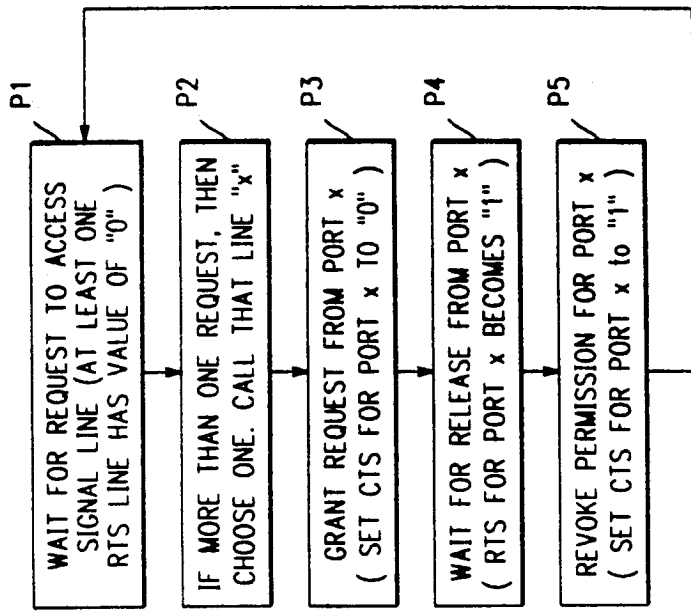 P1
WAIT FOR REQUEST TO ACCESS
SIGNAL LINE (AT LEAST ONE
RTS LINE HAS VALUE OF "0" )
P2
IF MORE THAN ONE REQUEST, THEN
CHOOSE ONE. CALL THAT LINE "x"
P3
GRANT REQUEST FROM PORT x
( SET CTS FOR PORT x TO "0" )
P4
WAIT FOR RELEASE FROM PORT x
( RTS FOR PORT x BECOMES "1" )
P5
REVOKE PERMISSION FOR PORT x
( SET CTS FOR PORT x to "1" )